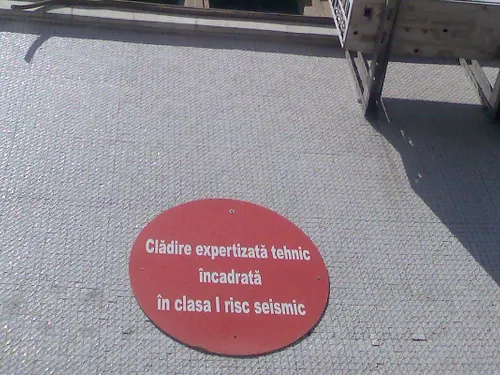 Clădire expertizată tehnic
încadrată
în clasa I risc seismic